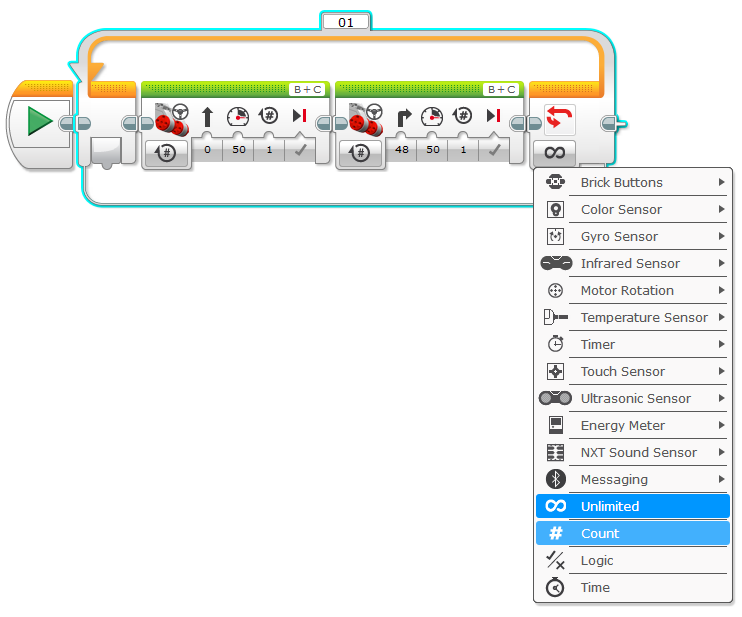 01
B + C
B + C
# # # #
0 50 1
48 50 1
# #
Brick Buttons
Color Sensor
Gyro Sensor
Infrared Sensor
Motor Rotation
Temperature Sensor
Timer
Touch Sensor
Ultrasonic Sensor
Energy Meter
NXT Sound Sensor
Messaging
Unlimited
# Count
Logic
Time